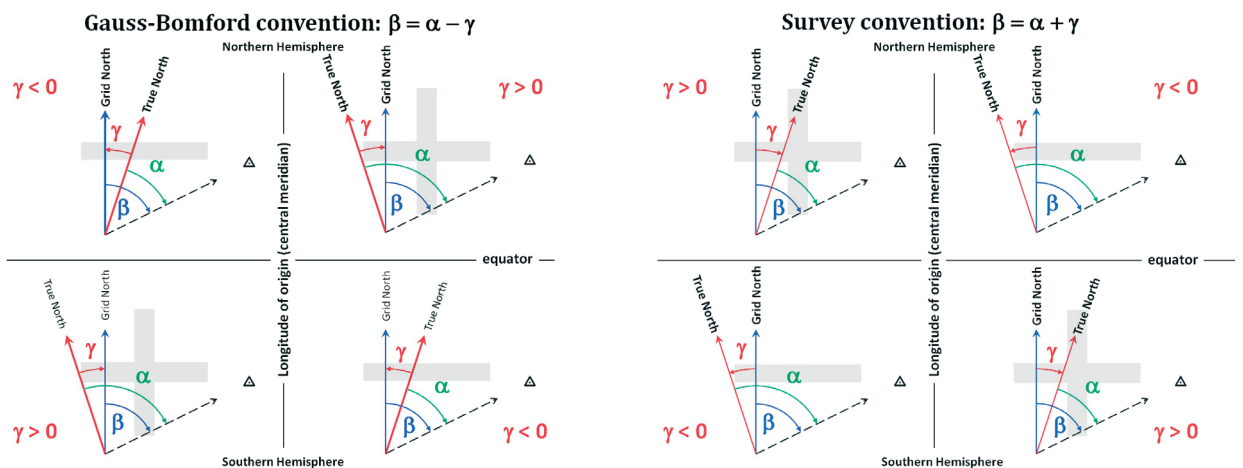 Gauss-Bomford convention: β = α − γ
Northern Hemisphere
γ < 0
Grid North
True North
γ
α
β
γ > 0
True North
Grid North
γ
α
β
Longitude of origin (central meridian)
equator
True North
Grid North
γ
α
β
γ > 0
Grid North
True North
γ
α
β
γ < 0
Southern Hemisphere
Survey convention: β = α + γ
Northern Hemisphere
γ > 0
Grid North
True North
γ
α
β
True North
Grid North
γ < 0
γ
α
β
Longitude of origin (central meridian)
equator
True North
Grid North
γ
α
β
γ < 0
Grid North
True North
γ
α
β
γ > 0
Southern Hemisphere